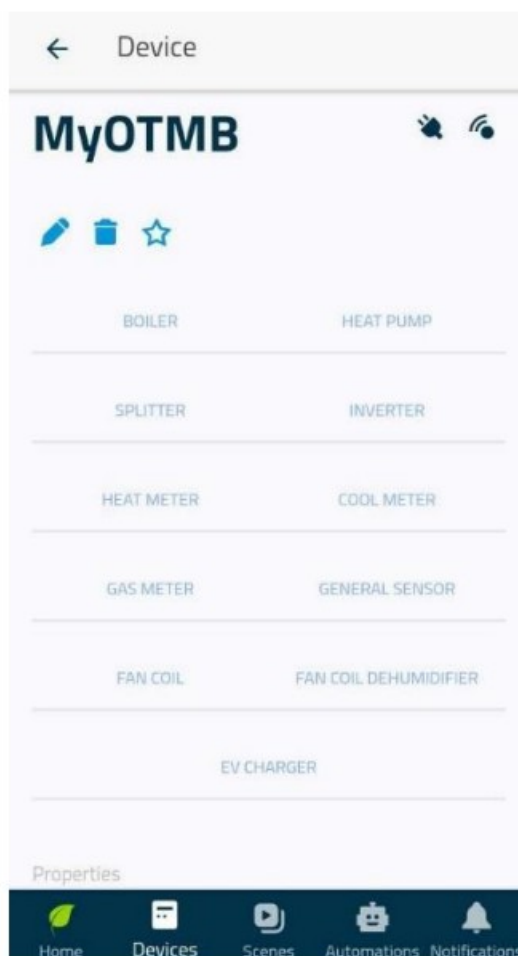 Device
MyOTMB
BOILER HEAT PUMP
SPLITTER INVERTER
HEAT METER COOL METER
GAS METER GENERAL SENSOR
FAN COIL FAN COIL DEHUMIDIFIER
EV CHARGER
Properties
Home Devices Scenes Automations Notifications